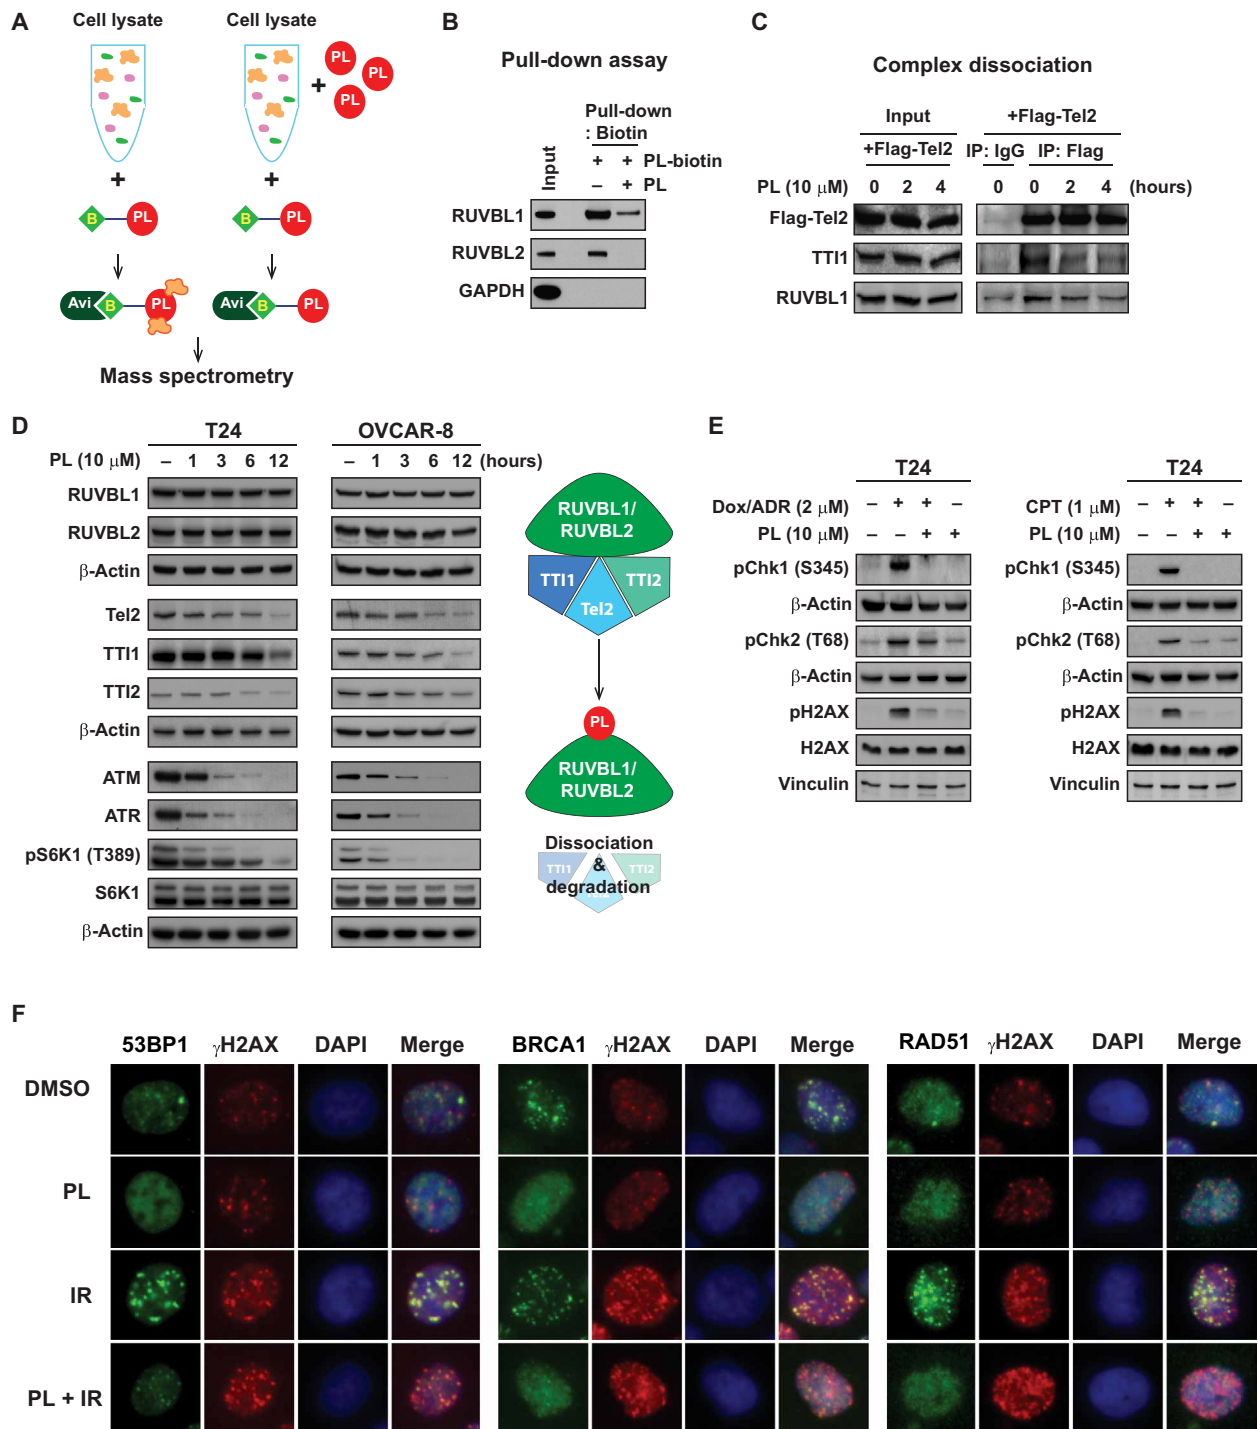 A
Cell lysate
Cell lysate
+
PL
PL
PL
+
+
B
PL
B
PL
Avi
B
PL
Avi
B
PL
Mass spectrometry
B
Pull-down assay
Pull-down
: Biotin
Input
+ + PL-biotin
– + PL
RUVBL1
RUVBL2
GAPDH
C
Complex dissociation
Input
+Flag-Tel2
+Flag-Tel2
IP: IgG
IP: Flag
PL (10 μM) 0 2 4 0 0 2 4 (hours)
Flag-Tel2
TTI1
RUVBL1
D
T24
OVCAR-8
PL (10 μM) – 1 3 6 12 – 1 3 6 12 (hours)
RUVBL1
RUVBL2
β-Actin
Tel2
TTI1
TTI2
β-Actin
ATM
ATR
pS6K1 (T389)
S6K1
β-Actin
RUVBL1/
RUVBL2
TTI1
Tel2
TTI2
PL
RUVBL1/
RUVBL2
Dissociation
TTI1
&
TTI2
degradation
Tel2
E
T24
Dox/ADR (2 μM) – + + –
PL (10 μM) – – + +
pChk1 (S345)
β-Actin
pChk2 (T68)
β-Actin
pH2AX
H2AX
Vinculin
T24
CPT (1 μM) – + + –
PL (10 μM) – – + +
pChk1 (S345)
β-Actin
pChk2 (T68)
β-Actin
pH2AX
H2AX
Vinculin
F
53BP1 γH2AX DAPI Merge
BRCA1 γH2AX DAPI Merge
RAD51 γH2AX DAPI Merge
DMSO
PL
IR
PL + IR